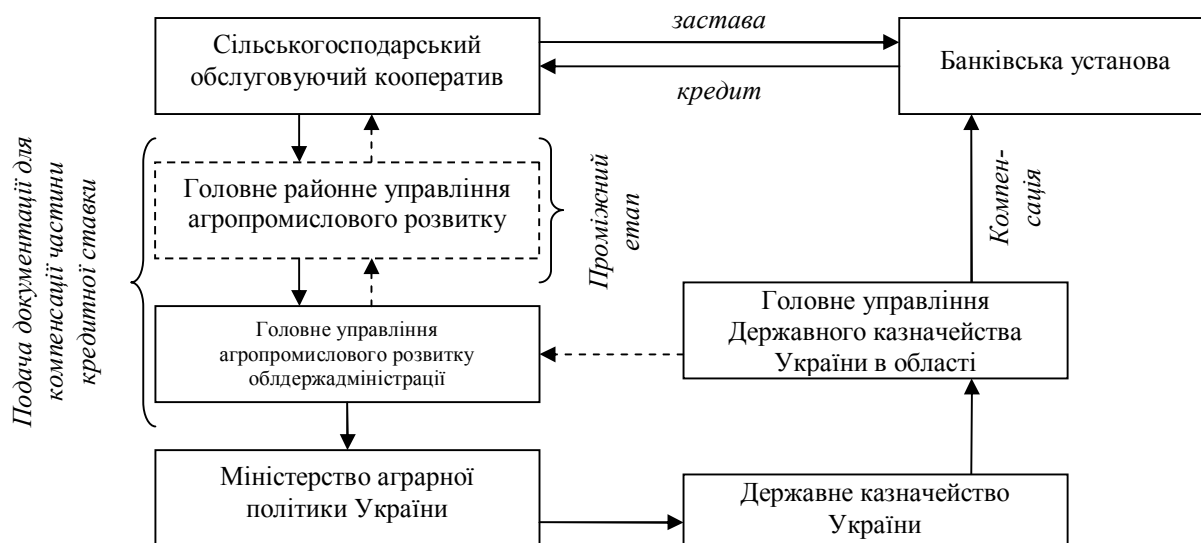 застава
Сільськогосподарський
обслуговуючий кооператив
Банківська установа
кредит
Подача документації для
компенсації частини
кредитної ставки
Головне районне управління
агропромислового розвитку
Проміжний
етап
Компен-
сація
Головне управління
агропромислового розвитку
облдержадміністрації
Головне управління
Державного казначейства
України в області
Міністерство аграрної
політики України
Державне казначейство
України